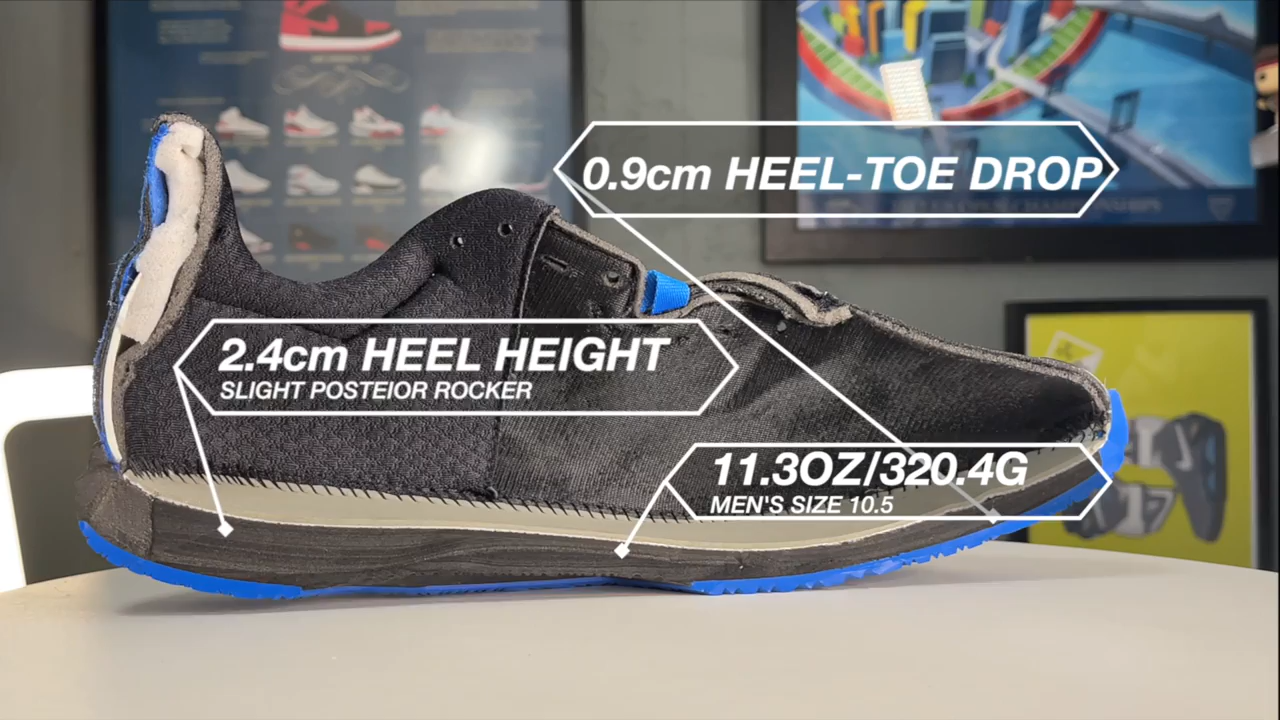 0.9cm HEEL-TOE DROP
2.4cm HEEL HEIGHT
SLIGHT POSTEIOR ROCKER
11.3OZ/320.4G
MEN'S SIZE 10.5